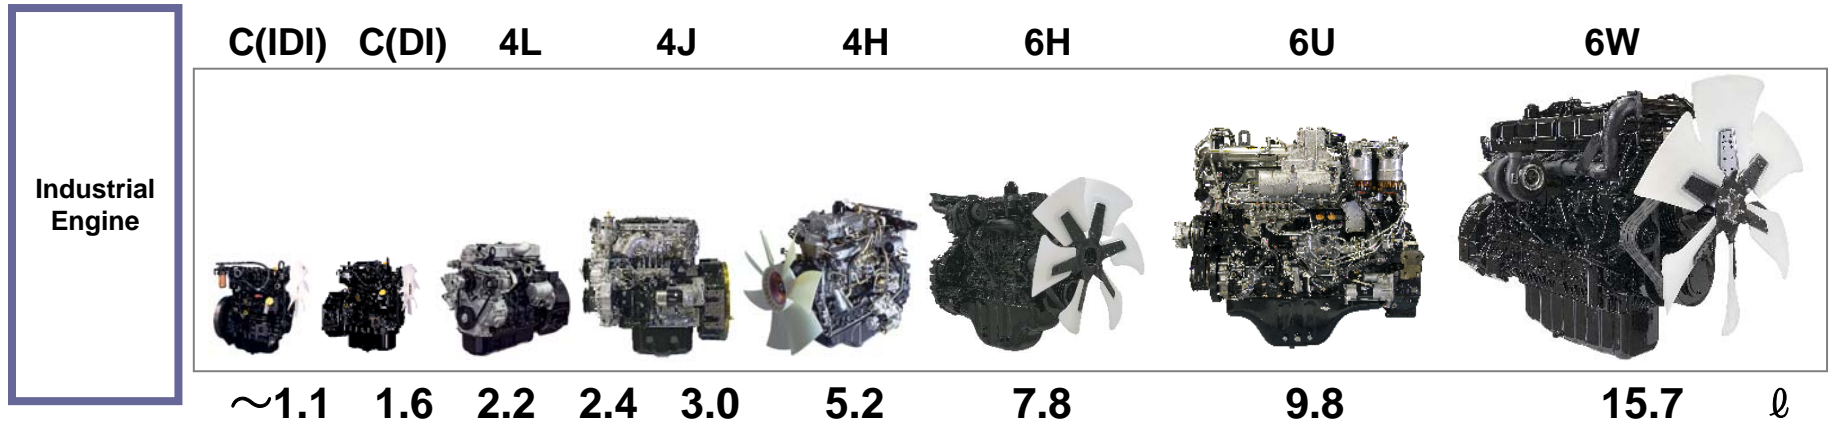 C(IDI) C(DI) 4L 4J 4H 6H 6U 6W
Industrial
Engine
～1.1 1.6 2.2 2.4 3.0 5.2 7.8 9.8 15.7 ℓ